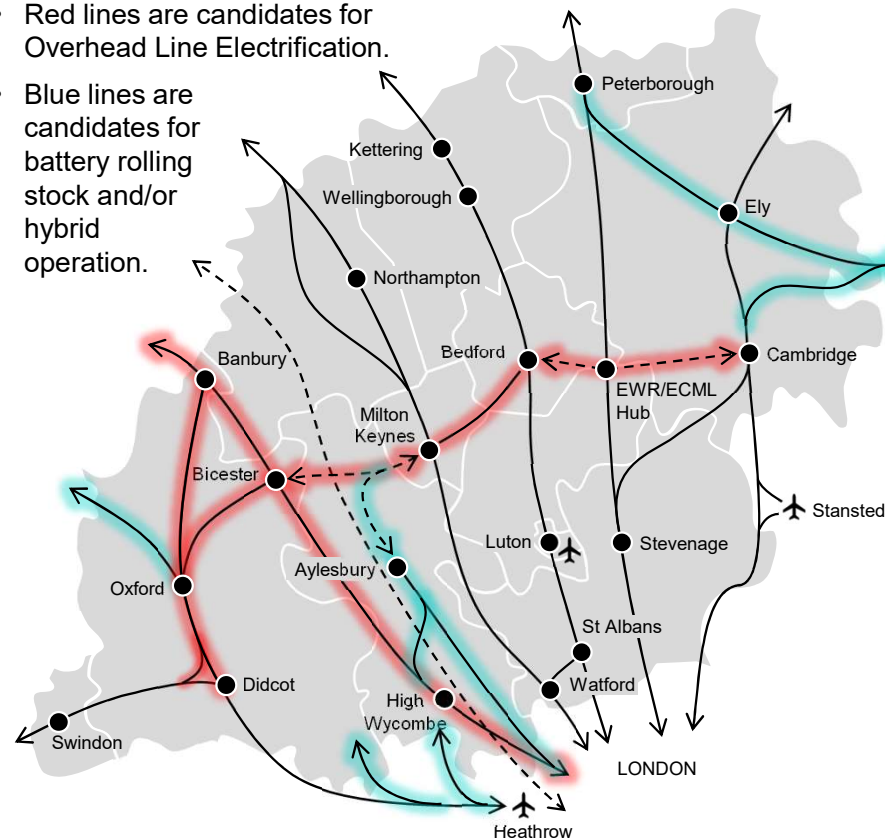 • Red lines are candidates for
Overhead Line Electrification.
• Blue lines are
candidates for
battery rolling
stock and/or
hybrid
operation.
Peterborough
Kettering
Wellingborough
Ely
Northampton
Banbury
Bedford
Cambridge
EWR/ECML
Hub
Milton
Keynes
Bicester
Stansted
Luton
Stevenage
Aylesbury
Oxford
St Albans
Didcot
High
Wycombe
Watford
Swindon
LONDON
Heathrow